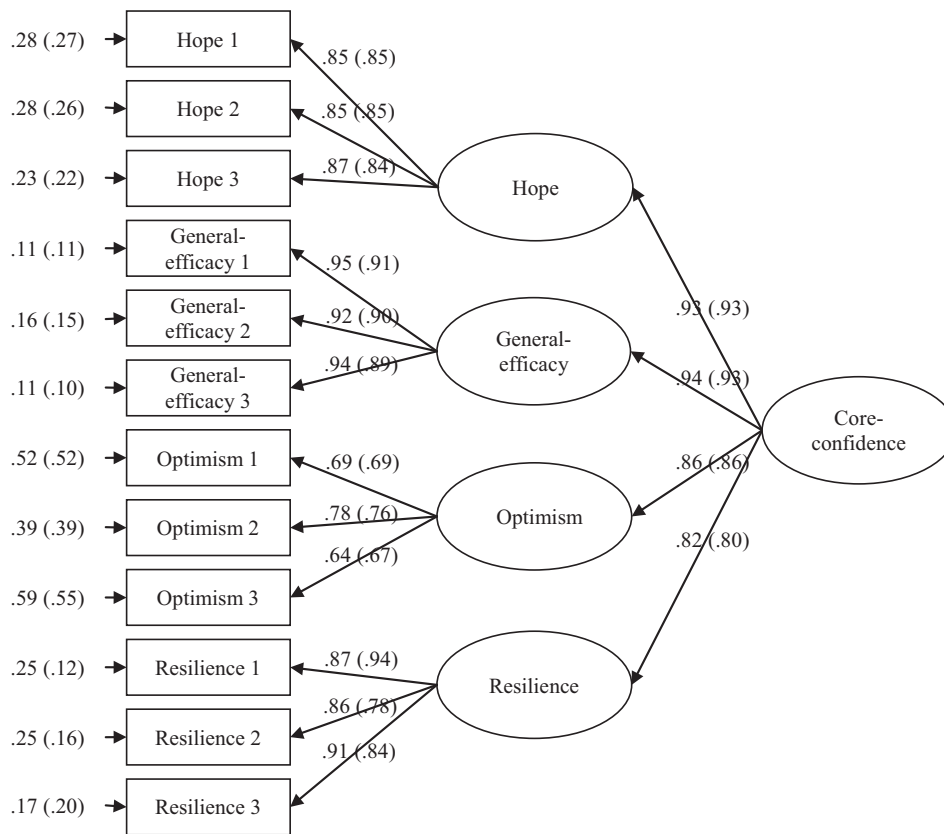 .28 (.27)
Hope 1
.85 (.85)
.28 (.26)
Hope 2
.85 (.85)
.23 (.22)
Hope 3
.87 (.84)
Hope
.11 (.11)
General-
efficacy 1
.95 (.91)
.16 (.15)
General-
efficacy 2
.92 (.90)
.11 (.10)
General-
efficacy 3
.94 (.89)
General-
efficacy
.52 (.52)
Optimism 1
.69 (.69)
.39 (.39)
Optimism 2
.78 (.76)
.59 (.55)
Optimism 3
.64 (.67)
Optimism
.25 (.12)
Resilience 1
.87 (.94)
.25 (.16)
Resilience 2
.86 (.78)
.17 (.20)
Resilience 3
.91 (.84)
Resilience
.93 (.93)
.94 (.93)
.86 (.86)
.82 (.80)
Core-
confidence